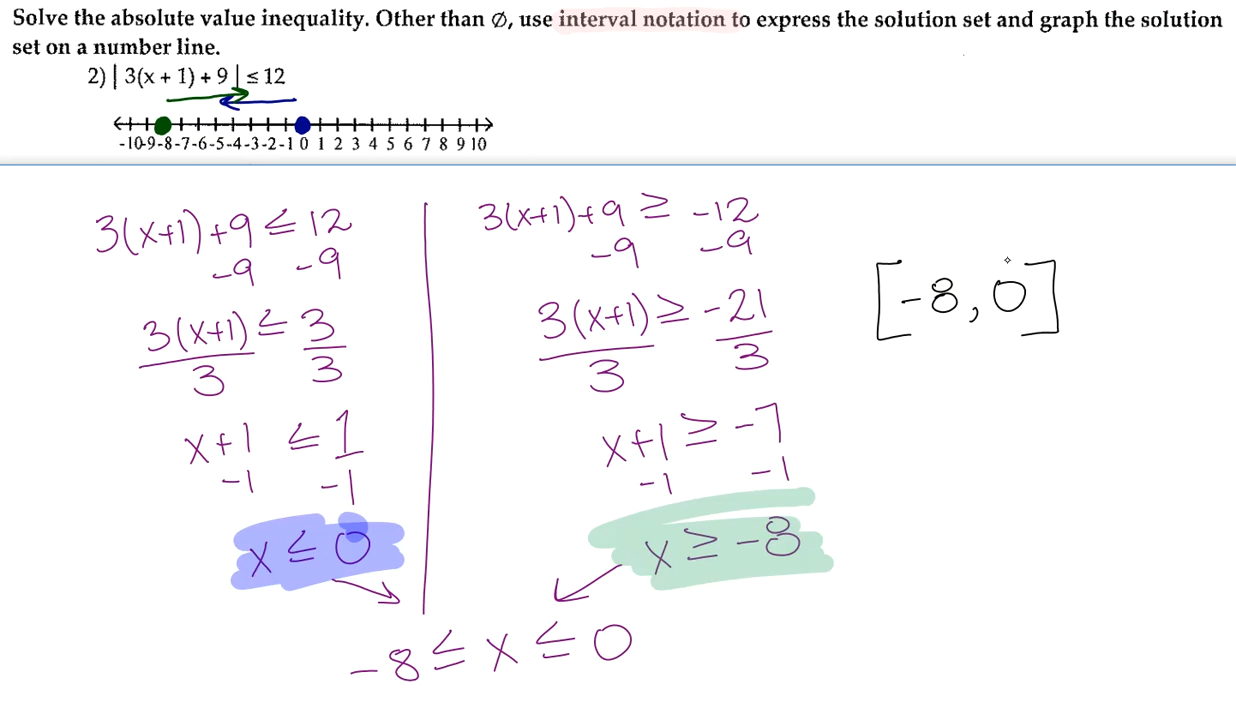 Solve the absolute value inequality. Other than ∅, use interval notation to express the solution set and graph the solution
set on a number line.
2) | 3(x + 1) + 9 | ≤ 12
-10-9-8-7-6-5-4-3-2-1 0 1 2 3 4 5 6 7 8 9 10
3(x+1)+9 ≤ 12
-9 -9
3(x+1) ≤ 3
3 3
x+1 ≤ 1
-1 -1
x ≤ 0
3(x+1)+9 ≥ -12
-9 -9
3(x+1) ≥ -21
3 3
x+1 ≥ -7
-1 -1
x ≥ -8
-8 ≤ x ≤ 0
[-8, 0]